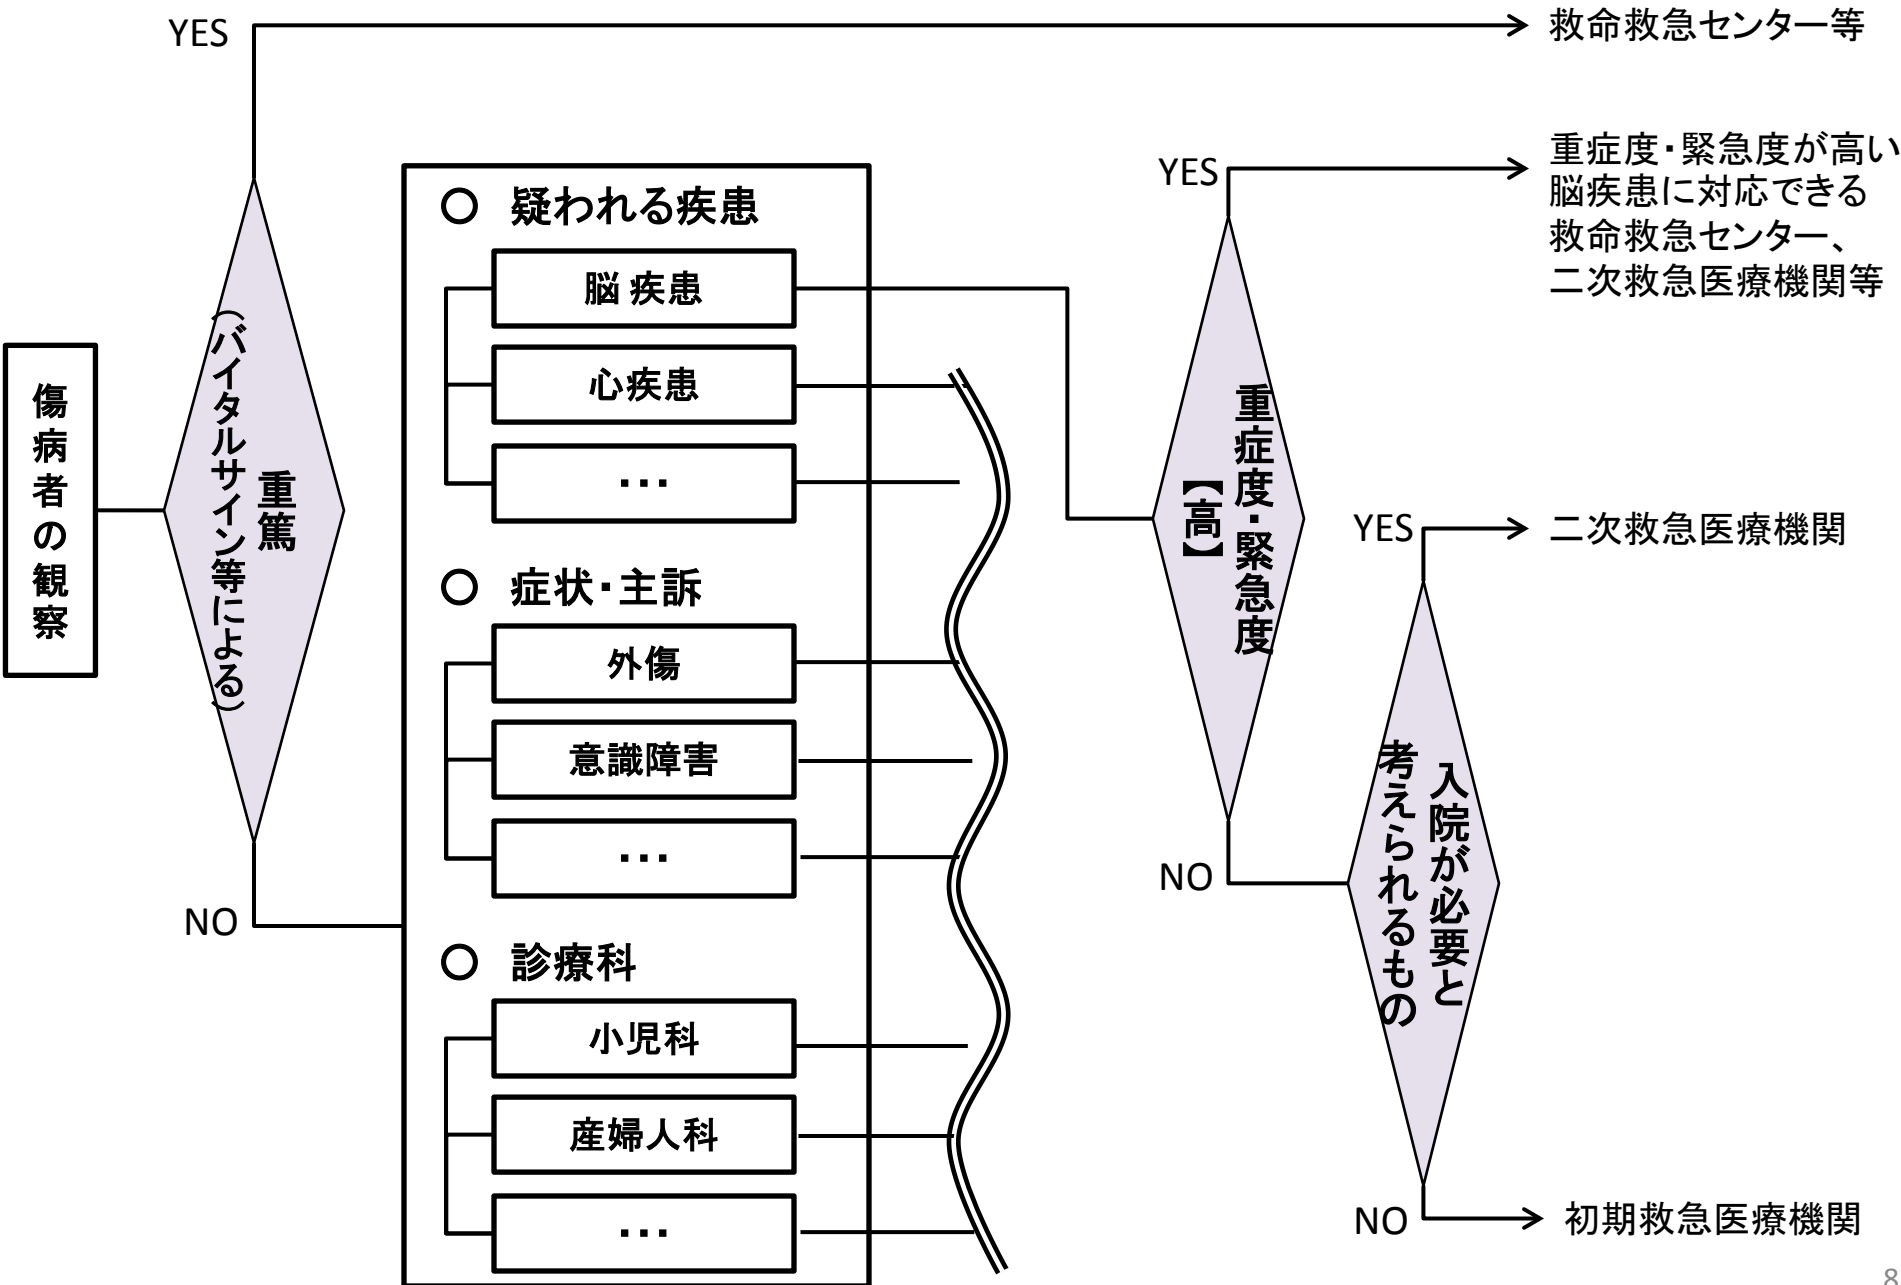 YES
救命救急センター等
傷病者の観察
重篤
（バイタルサイン等による）
NO
○ 疑われる疾患
脳疾患
心疾患
･･･
○ 症状・主訴
外傷
意識障害
･･･
○ 診療科
小児科
産婦人科
･･･
YES
重症度・緊急度が高い
脳疾患に対応できる
救命救急センター、
二次救急医療機関等
重症度・緊急度
【高】
NO
YES
二次救急医療機関
入院が必要と
考えられるもの
NO
初期救急医療機関
8